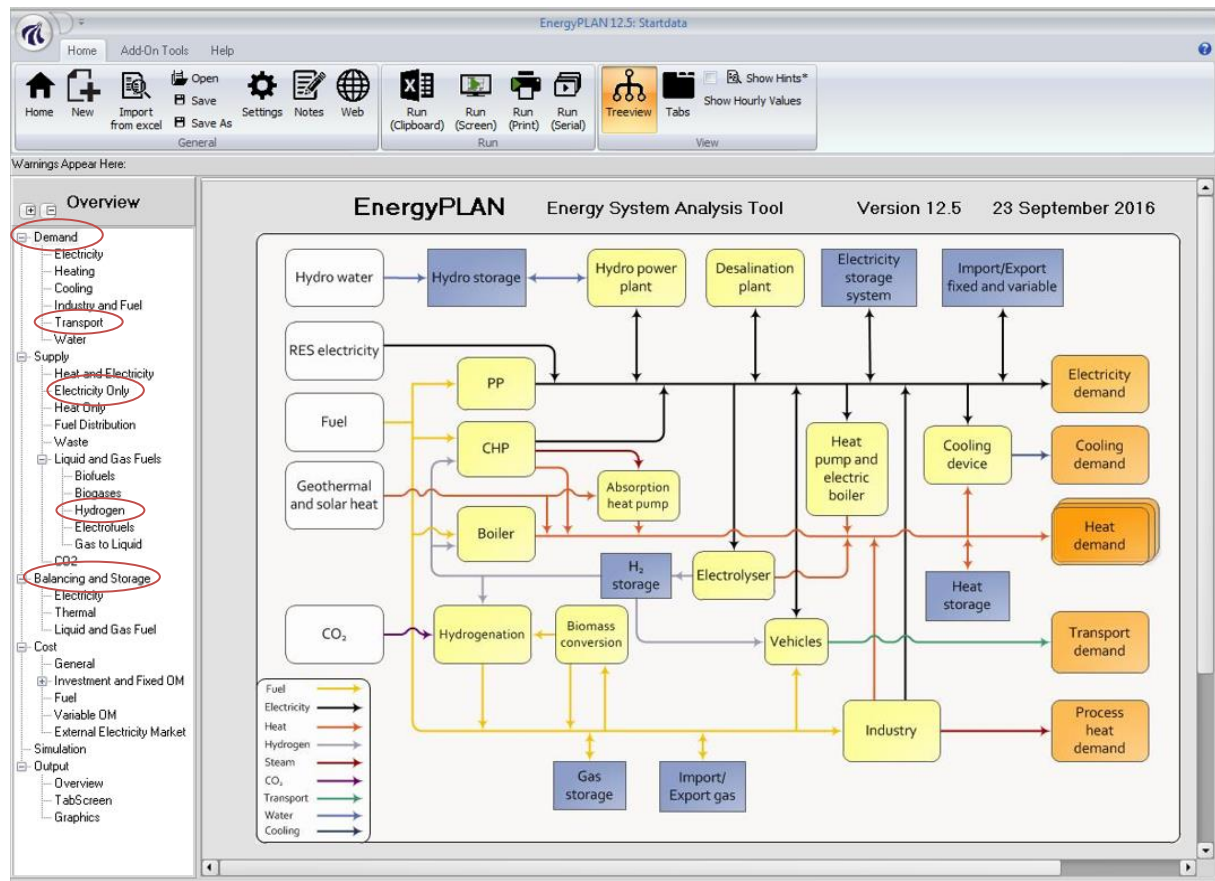 EnergyPLAN 12.5: Startdata
Home Add-On Tools Help
Home
New
Import
from excel
Open
Save
Save As
Settings
Notes
Web
General
Run
(Clipboard)
Run
(Screen)
Run
(Print)
Run
(Serial)
Run
Treeview
Tabs
Show Hints*
Show Hourly Values
View
Warnings Appear Here:
Overview
Demand
Electricity
Heating
Cooling
Industry and Fuel
Transport
Water
Supply
Heat and Electricity
Electricity Only
Heat Only
Fuel Distribution
Waste
Liquid and Gas Fuels
Biofuels
Biogases
Hydrogen
Electrofuels
Gas to Liquid
CO2
Balancing and Storage
Electricity
Thermal
Liquid and Gas Fuel
Cost
General
Investment and Fixed OM
Fuel
Variable OM
External Electricity Market
Simulation
Output
Overview
TabScreen
Graphics
EnergyPLAN Energy System Analysis Tool Version 12.5 23 September 2016
Hydro water
Hydro storage
Hydro power
plant
Desalination
plant
Electricity
storage
system
Import/Export
fixed and variable
RES electricity
PP
Electricity
demand
Fuel
CHP
Heat
pump and
electric
boiler
Cooling
device
Cooling
demand
Geothermal
and solar heat
Absorption
heat pump
Boiler
Heat
demand
H₂
storage
Electrolyser
Heat
storage
CO₂
Hydrogenation
Biomass
conversion
Vehicles
Transport
demand
Industry
Process
heat
demand
Gas
storage
Import/
Export gas
Fuel
Electricity
Heat
Hydrogen
Steam
CO₂
Transport
Water
Cooling